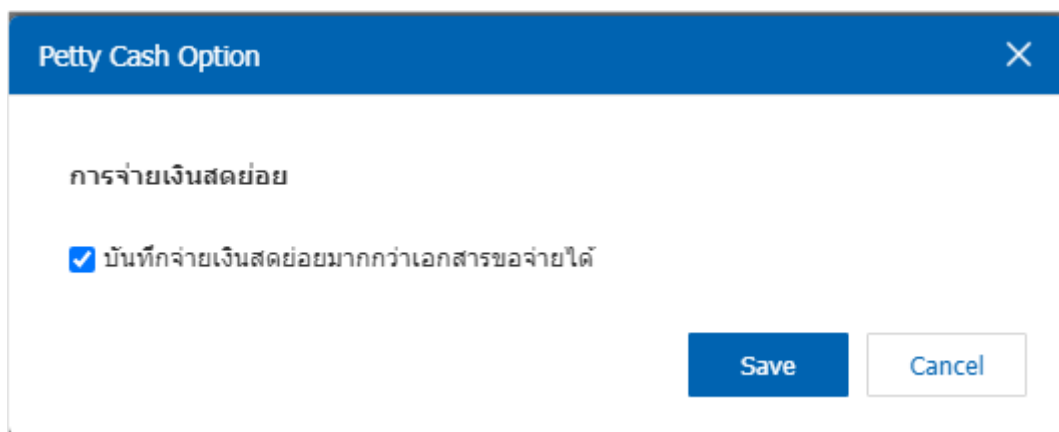 Petty Cash Option
การจ่ายเงินสดย่อย
บันทึกจ่ายเงินสดย่อยมากกว่าเอกสารขอจ่ายได้
Save Cancel